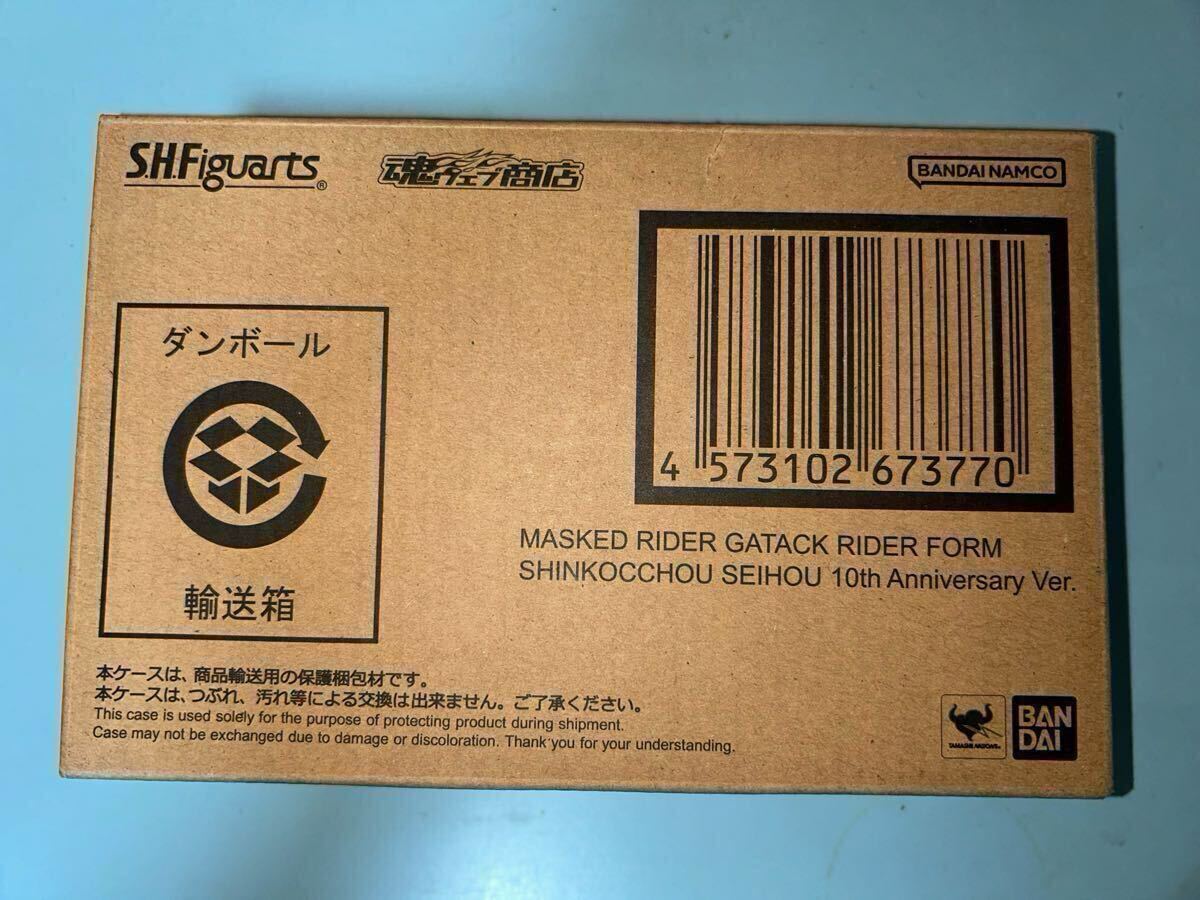 S.H.Figuarts®
魂ウェブ商店
BANDAI NAMCO
ダンボール
輸送箱
4 573102 673770
MASKED RIDER GATACK RIDER FORM
SHINKOCCHOU SEIHOU 10th Anniversary Ver.
本ケースは、商品輸送用の保護梱包材です。
本ケースは、つぶれ、汚れ等による交換は出来ません。ご了承ください。
This case is used solely for the purpose of protecting product during shipment.
Case may not be exchanged due to damage or discoloration. Thank you for your understanding.
TAMASHII NATIONS®
BAN
DAI